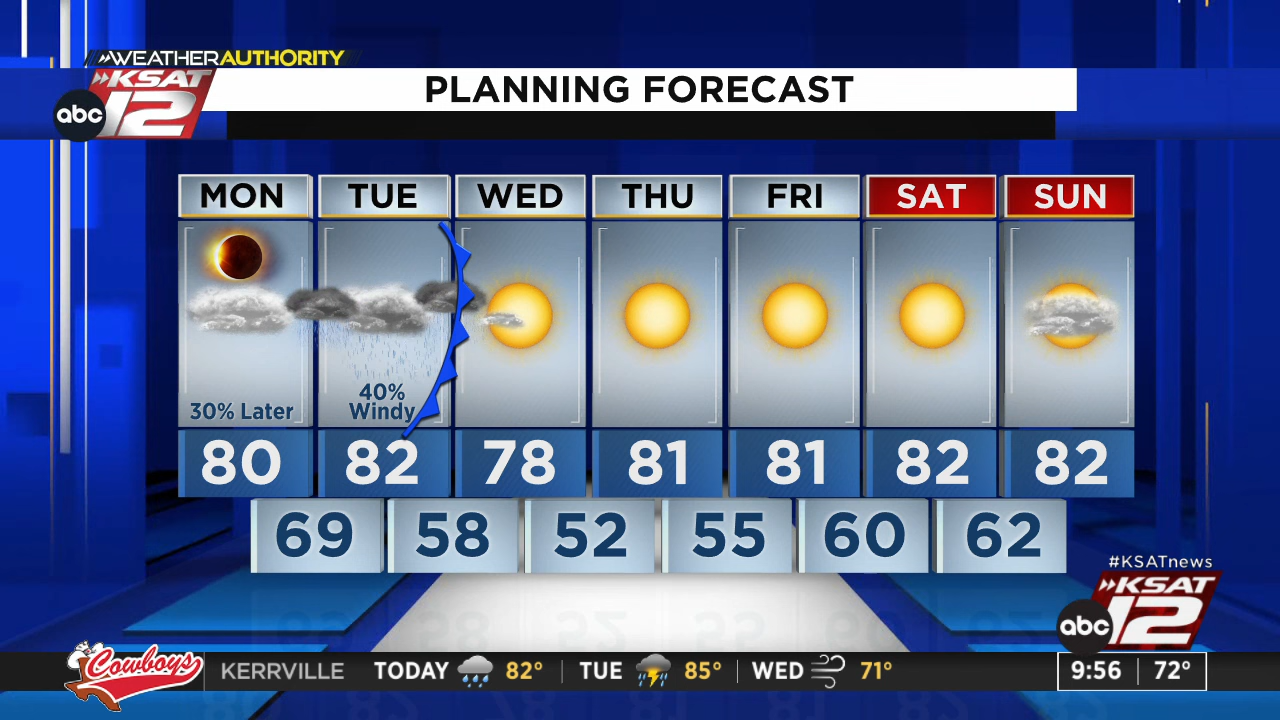 WEATHERAUTHORITY
KSAT
abc 12
PLANNING FORECAST
MON TUE WED THU FRI SAT SUN
30% Later
40%
Windy
80 82 78 81 81 82 82
69 58 52 55 60 62
#KSATnews
KSAT
abc 12
Cowboys KERRVILLE TODAY 82° TUE 85° WED 71° 9:56 72°